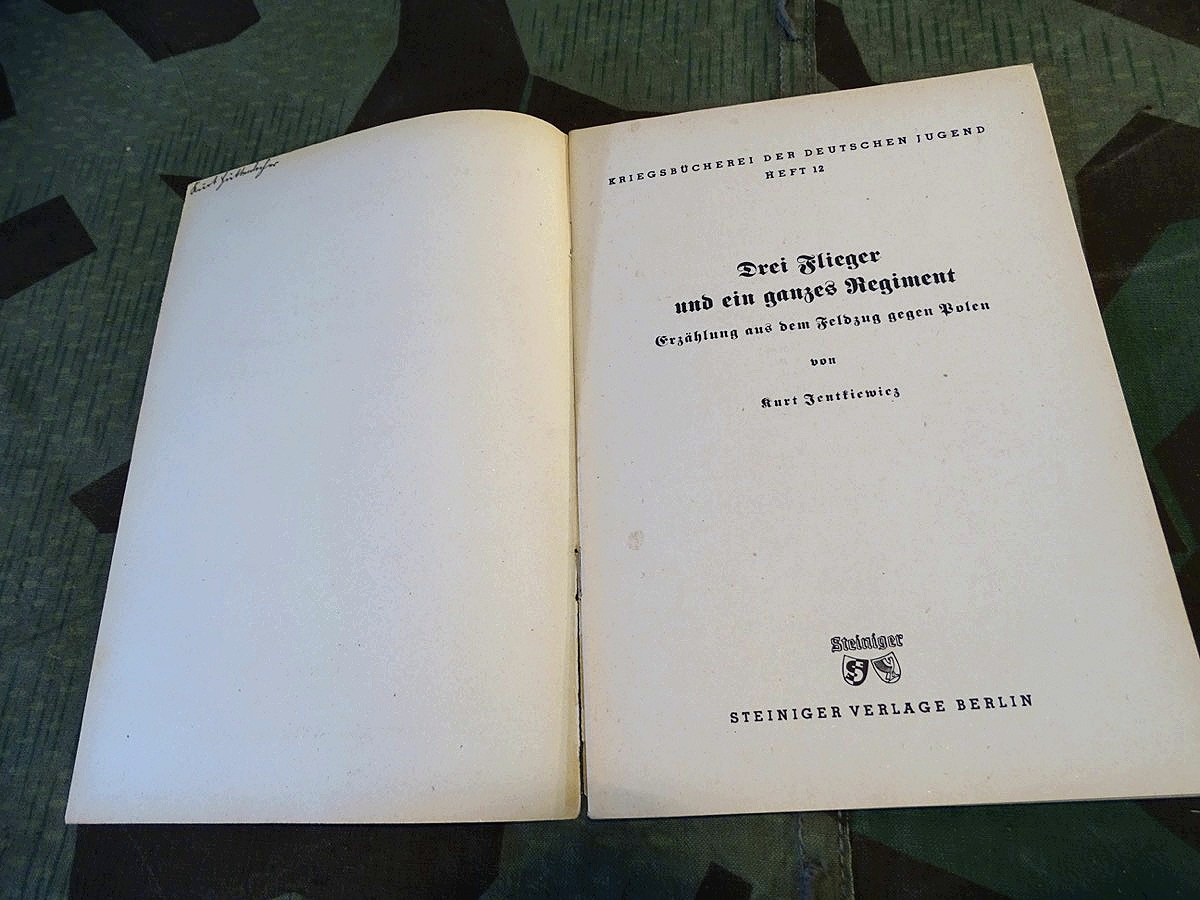 Kurt
KRIEGSBÜCHEREI DER DEUTSCHEN JUGEND
HEFT 12
Drei Flieger
und ein ganzes Regiment
Erzählung aus dem Feldzug gegen Polen
von
Kurt Jentkiewicz
Steiniger
STEINIGER VERLAGE BERLIN